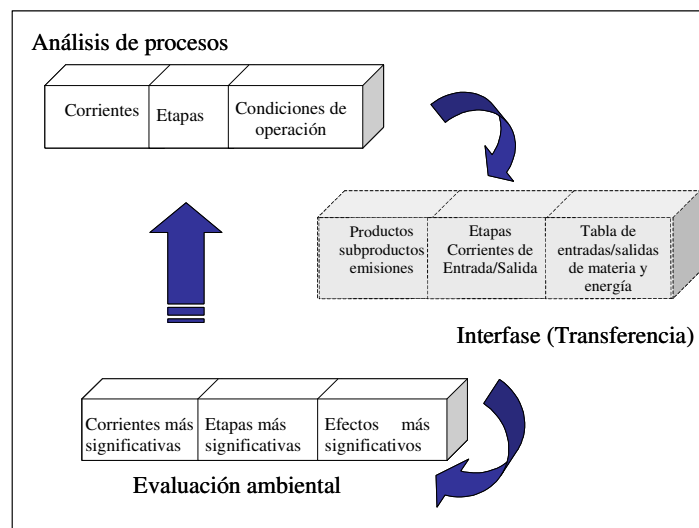 Análisis de procesos
Corrientes
Etapas
Condiciones de
operación
Productos
subproductos
emisiones
Etapas
Corrientes de
Entrada/Salida
Tabla de
entradas/salidas
de materia y
energía
Interfase (Transferencia)
Corrientes más
significativas
Etapas más
significativas
Efectos más
significativos
Evaluación ambiental